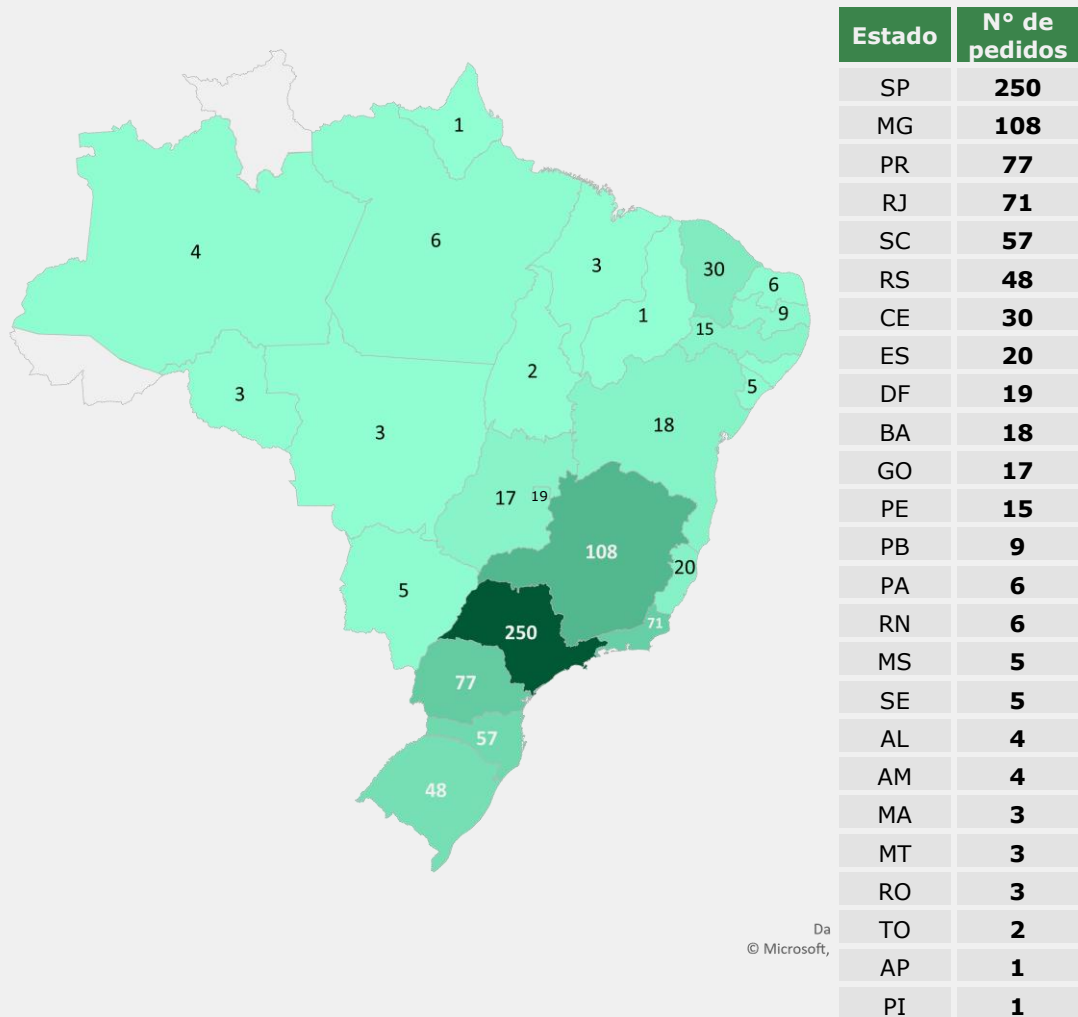 Estado N° de
pedidos
SP 250
MG 108
PR 77
RJ 71
SC 57
RS 48
CE 30
ES 20
DF 19
BA 18
GO 17
PE 15
PB 9
PA 6
RN 6
MS 5
SE 5
AL 4
AM 4
MA 3
MT 3
RO 3
TO 2
AP 1
PI 1
1
4
6
3
30
6
1
15
9
2
5
3
3
18
17
19
108
20
5
250
71
77
57
48
Da
© Microsoft,